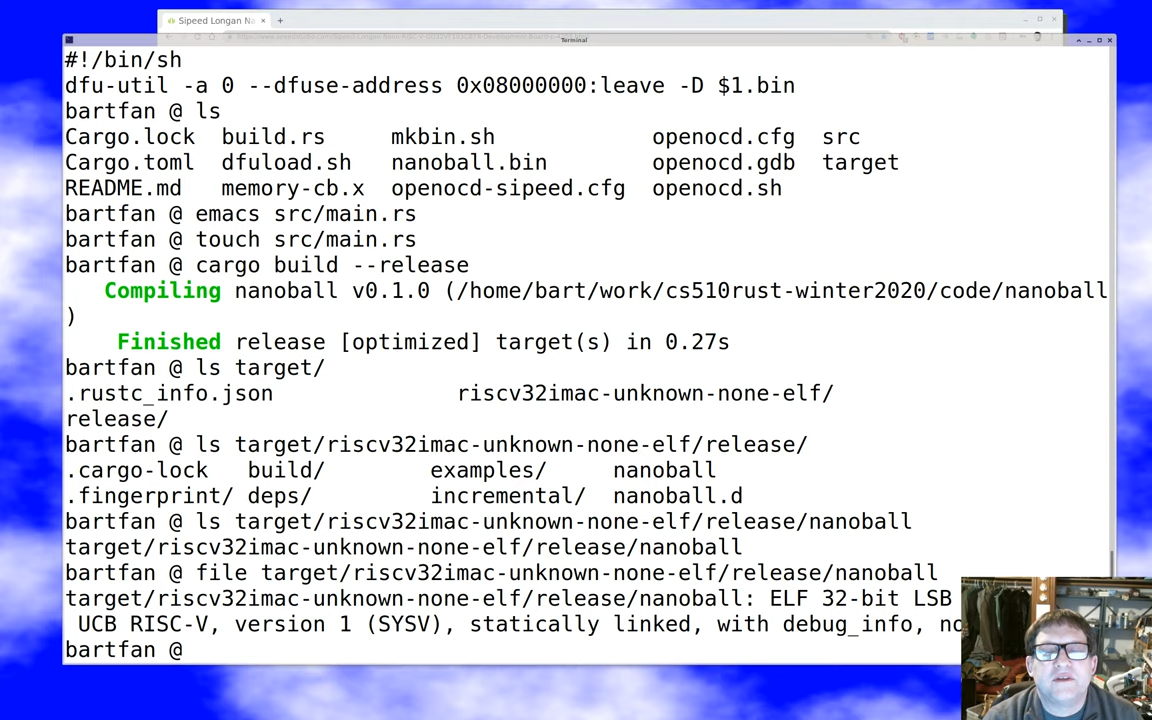 Sipeed Longan Na
Terminal
#!/bin/sh
dfu-util -a 0 --dfuse-address 0x08000000:leave -D $1.bin
bartfan @ ls
Cargo.lock build.rs mkbin.sh openocd.cfg src
Cargo.toml dfuload.sh nanoball.bin openocd.gdb target
README.md memory-cb.x openocd-sipeed.cfg openocd.sh
bartfan @ emacs src/main.rs
bartfan @ touch src/main.rs
bartfan @ cargo build --release
Compiling nanoball v0.1.0 (/home/bart/work/cs510rust-winter2020/code/nanoball
)
Finished release [optimized] target(s) in 0.27s
bartfan @ ls target/
.rustc_info.json riscv32imac-unknown-none-elf/
release/
bartfan @ ls target/riscv32imac-unknown-none-elf/release/
.cargo-lock build/ examples/ nanoball
.fingerprint/ deps/ incremental/ nanoball.d
bartfan @ ls target/riscv32imac-unknown-none-elf/release/nanoball
target/riscv32imac-unknown-none-elf/release/nanoball
bartfan @ file target/riscv32imac-unknown-none-elf/release/nanoball
target/riscv32imac-unknown-none-elf/release/nanoball: ELF 32-bit LSB
UCB RISC-V, version 1 (SYSV), statically linked, with debug_info, no
bartfan @